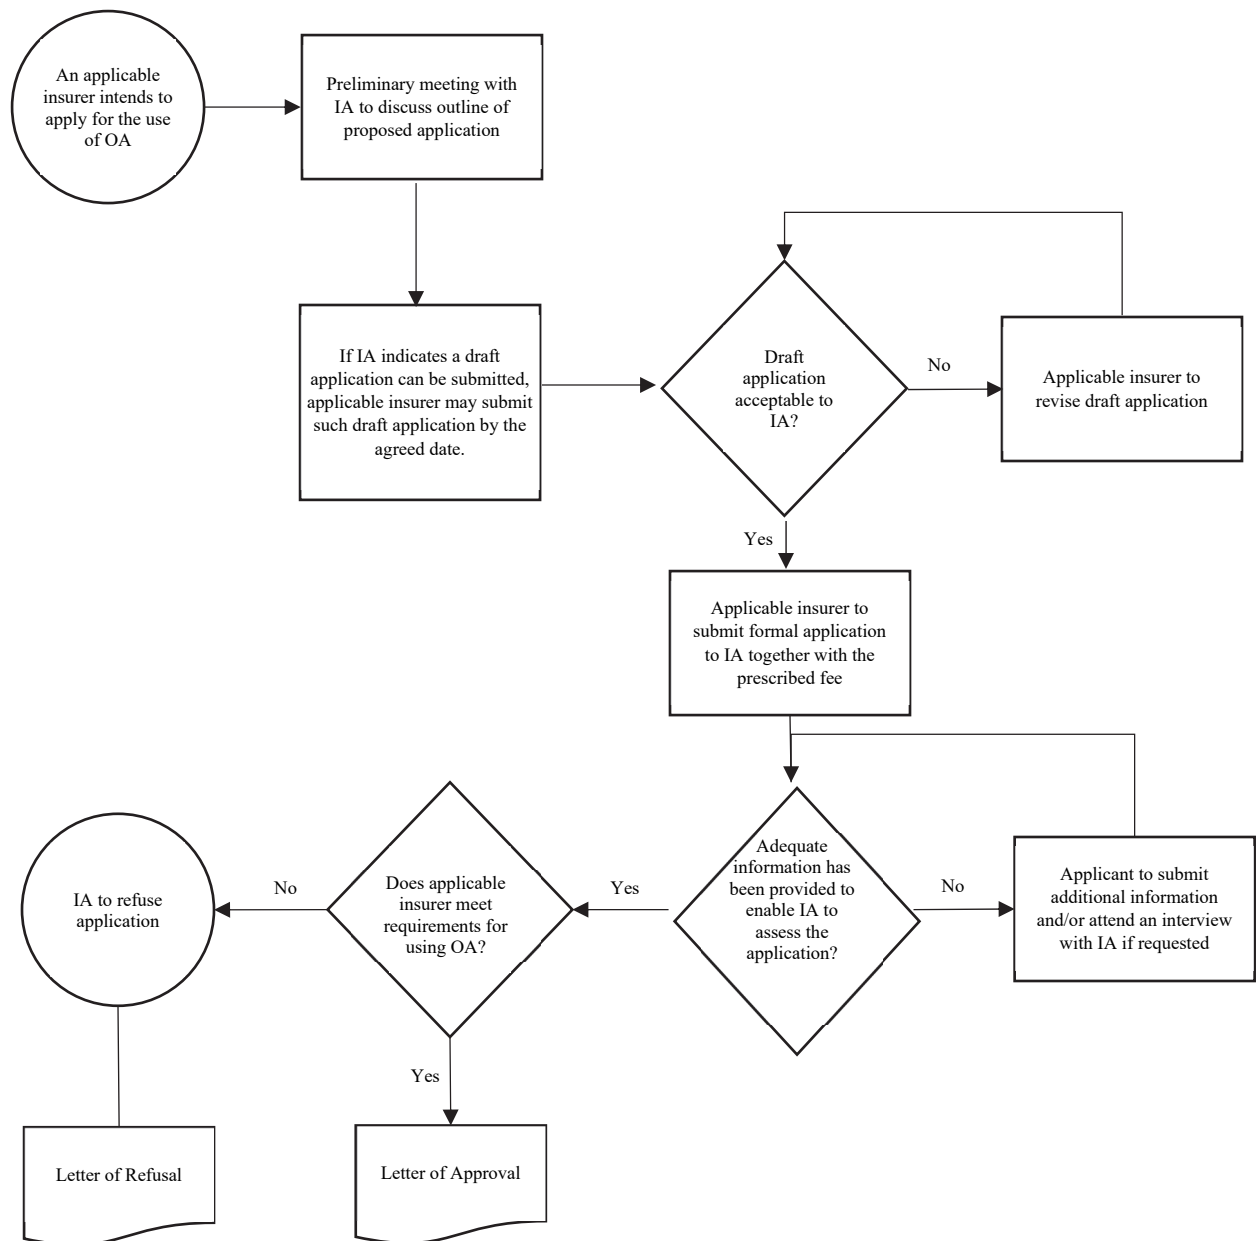 An applicable
insurer intends to
apply for the use
of OA
Preliminary meeting with
IA to discuss outline of
proposed application
If IA indicates a draft
application can be submitted,
applicable insurer may submit
such draft application by the
agreed date.
Draft
application
acceptable to
IA?
No
Applicable insurer to
revise draft application
Yes
Applicable insurer to
submit formal application
to IA together with the
prescribed fee
Adequate
information has
been provided to
enable IA to
assess the
application?
No
Applicant to submit
additional information
and/or attend an interview
with IA if requested
Yes
Does applicable
insurer meet
requirements for
using OA?
No
IA to refuse
application
Yes
Letter of Refusal
Letter of Approval